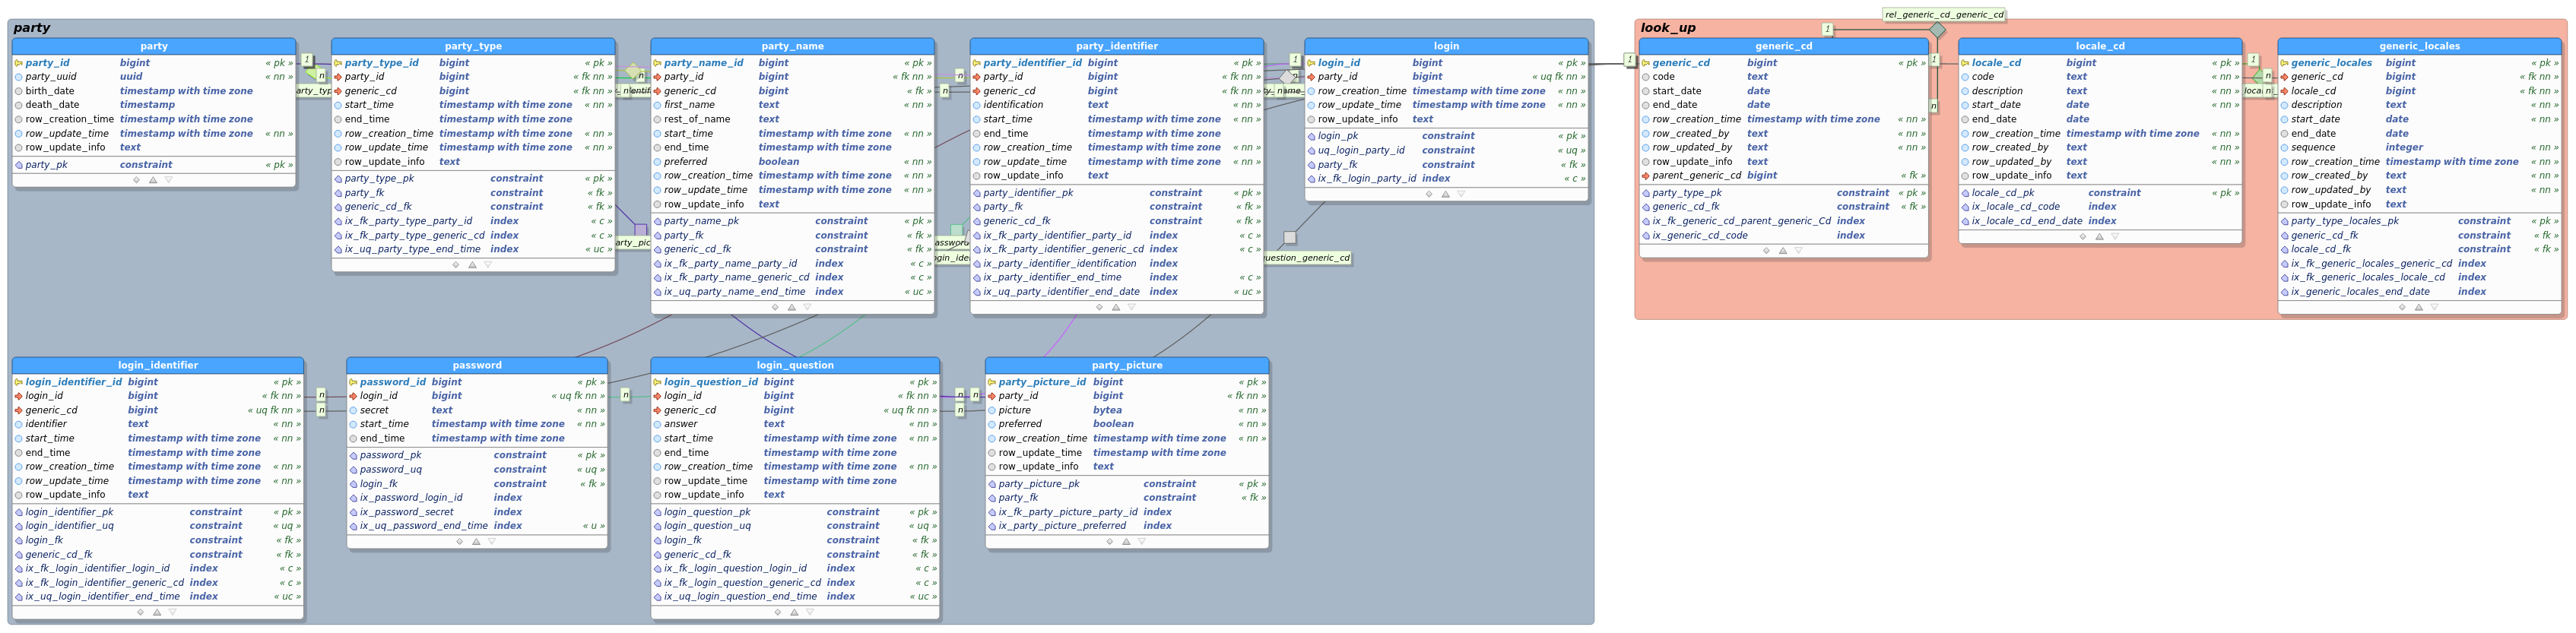 party
party
party_id bigint « pk »
party_uuid uuid « nn »
birth_date timestamp with time zone
death_date timestamp
row_creation_time timestamp with time zone
row_update_time timestamp with time zone « nn »
row_update_info text
party_pk constraint « pk »
party_type
party_type_id bigint « pk »
party_id bigint « fk nn »
generic_cd bigint « fk nn »
start_time timestamp with time zone « nn »
end_time timestamp with time zone
row_creation_time timestamp with time zone « nn »
row_update_time timestamp with time zone « nn »
row_update_info text
party_type_pk constraint « pk »
party_fk constraint « fk »
generic_cd_fk constraint « fk »
ix_fk_party_type_party_id index « c »
ix_fk_party_type_generic_cd index « c »
ix_uq_party_type_end_time index « uc »
party_name
party_name_id bigint « pk »
party_id bigint « fk nn »
generic_cd bigint « fk »
first_name text « nn »
rest_of_name text
start_time timestamp with time zone « nn »
end_time timestamp with time zone
preferred boolean « nn »
row_creation_time timestamp with time zone « nn »
row_update_time timestamp with time zone « nn »
row_update_info text
party_name_pk constraint « pk »
party_fk constraint « fk »
generic_cd_fk constraint « fk »
ix_fk_party_name_party_id index « c »
ix_fk_party_name_generic_cd index « c »
ix_uq_party_name_end_time index « uc »
party_identifier
party_identifier_id bigint « pk »
party_id bigint « fk nn »
generic_cd bigint « fk nn »
identification text « nn »
start_time timestamp with time zone « nn »
end_time timestamp with time zone
row_creation_time timestamp with time zone « nn »
row_update_time timestamp with time zone « nn »
row_update_info text
party_identifier_pk constraint « pk »
party_fk constraint « fk »
generic_cd_fk constraint « fk »
ix_fk_party_identifier_party_id index « c »
ix_fk_party_identifier_generic_cd index « c »
ix_party_identifier_identification index
ix_party_identifier_end_time index « c »
ix_uq_party_identifier_end_date index « uc »
login
login_id bigint « pk »
party_id bigint « uq fk nn »
row_creation_time timestamp with time zone « nn »
row_update_time timestamp with time zone « nn »
row_update_info text
login_pk constraint « pk »
uq_login_party_id constraint « uq »
party_fk constraint « fk »
ix_fk_login_party_id index « c »
question_generic_cd
login_identifier
login_identifier_id bigint « pk »
login_id bigint « fk nn »
generic_cd bigint « uq fk nn »
identifier text « nn »
start_time timestamp with time zone « nn »
end_time timestamp with time zone
row_creation_time timestamp with time zone « nn »
row_update_time timestamp with time zone « nn »
row_update_info text
login_identifier_pk constraint « pk »
login_identifier_uq constraint « uq »
login_fk constraint « fk »
generic_cd_fk constraint « fk »
ix_fk_login_identifier_login_id index « c »
ix_fk_login_identifier_generic_cd index « c »
ix_uq_login_identifier_end_time index « uc »
password
password_id bigint « pk »
login_id bigint « uq fk nn »
secret text « nn »
start_time timestamp with time zone « nn »
end_time timestamp with time zone
password_pk constraint « pk »
password_uq constraint « uq »
login_fk constraint « fk »
ix_password_login_id index
ix_password_secret index
ix_uq_password_end_time index « u »
login_question
login_question_id bigint « pk »
login_id bigint « fk nn »
generic_cd bigint « uq fk nn »
answer text « nn »
start_time timestamp with time zone « nn »
end_time timestamp with time zone
row_creation_time timestamp with time zone « nn »
row_update_time timestamp with time zone
row_update_info text
login_question_pk constraint « pk »
login_question_uq constraint « uq »
login_fk constraint « fk »
generic_cd_fk constraint « fk »
ix_fk_login_question_login_id index « c »
ix_fk_login_question_generic_cd index « c »
ix_uq_login_question_end_time index « uc »
party_picture
party_picture_id bigint « pk »
party_id bigint « fk nn »
picture bytea « nn »
preferred boolean « nn »
row_creation_time timestamp with time zone « nn »
row_update_time timestamp with time zone
row_update_info text
party_picture_pk constraint « pk »
party_fk constraint « fk »
ix_fk_party_picture_party_id index
ix_party_picture_preferred index
look_up
rel_generic_cd_generic_cd
generic_cd
generic_cd bigint « pk »
code text
start_date date
end_date date
row_creation_time timestamp with time zone « nn »
row_created_by text « nn »
row_updated_by text « nn »
row_update_info text
parent_generic_cd bigint « fk »
party_type_pk constraint « pk »
generic_cd_fk constraint « fk »
ix_fk_generic_cd_parent_generic_Cd index
ix_generic_cd_code index
locale_cd
locale_cd bigint « pk »
code text « nn »
description text « nn »
start_date date « nn »
end_date date
row_creation_time timestamp with time zone « nn »
row_created_by text « nn »
row_updated_by text « nn »
row_update_info text
locale_cd_pk constraint « pk »
ix_locale_cd_code index
ix_locale_cd_end_date index
generic_locales
generic_locales bigint « pk »
generic_cd bigint « fk nn »
locale_cd bigint « fk nn »
description text « nn »
start_date date « nn »
end_date date
sequence integer « nn »
row_creation_time timestamp with time zone « nn »
row_created_by text « nn »
row_updated_by text « nn »
row_update_info text
party_type_locales_pk constraint « pk »
generic_cd_fk constraint « fk »
locale_cd_fk constraint « fk »
ix_fk_generic_locales_generic_cd index
ix_fk_generic_locales_locale_cd index
ix_generic_locales_end_date index